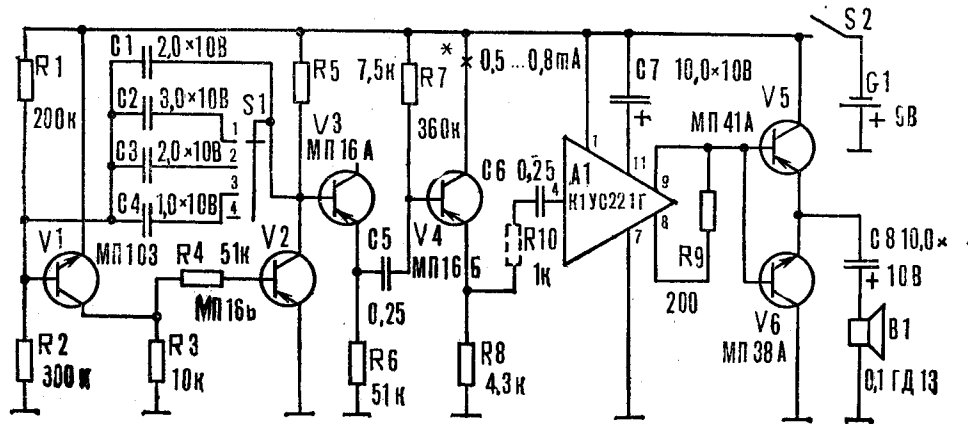 R1
200к
C1 2,0×10В
C2 3,0×10В
C3 2,0×10В
C4 1,0×10В
S1
1
2
3
4
R5 7,5к
R7
360к
* × 0,5...0,8mA
V1
МП103
R4 51к
V2
МП16Б
V3
МП16А
C5
0,25
V4
МП16Б
C6 0,25
R10
1к
4
A1
К1УС221Г
1
11
9
8
7
C7 10,0×10В
R9
200
V5
МП41А
V6
МП38А
S2
G1
+ 9В
C8 10,0×
+ 10В
B1
0,1 ГД 13
R2
300к
R3
10к
R6
51к
R8
4,3к
+